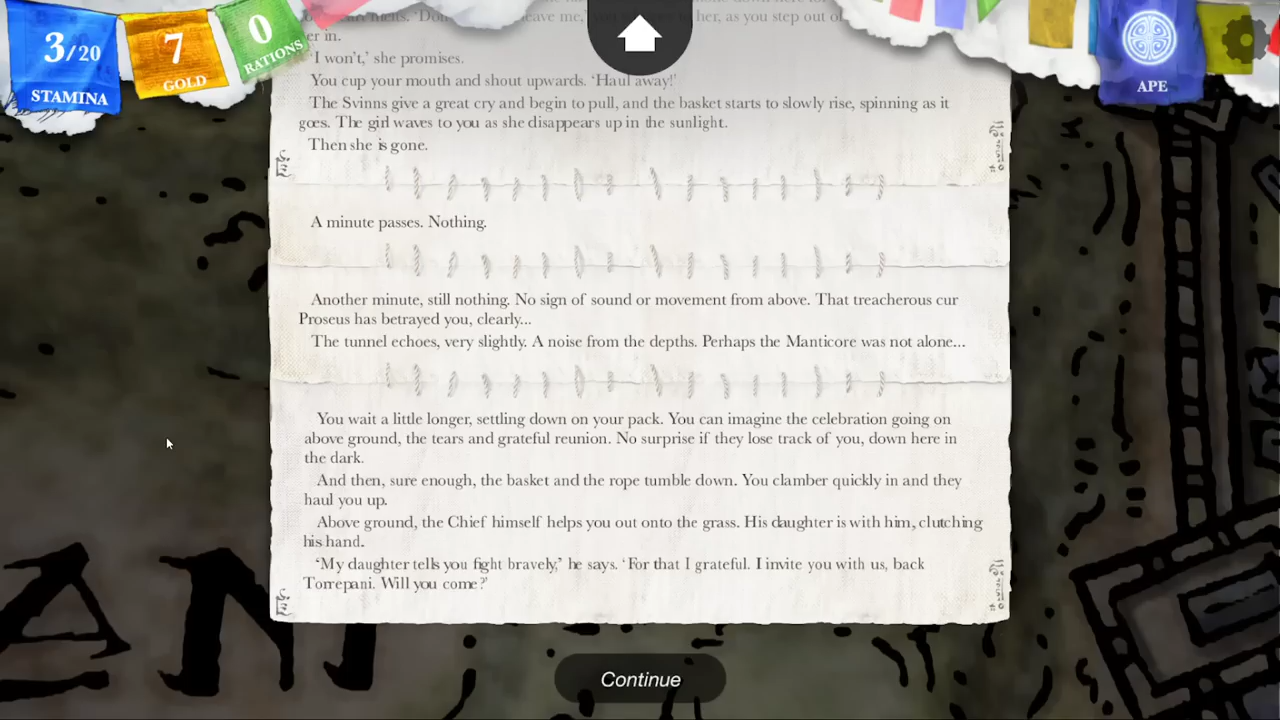 3/20
STAMINA
7
GOLD
0
RATIONS
APE
her, as you step out of
er in.
'I won't,' she promises.
You cup your mouth and shout upwards. 'Haul away!'
The Svinns give a great cry and begin to pull, and the basket starts to slowly rise, spinning as it
goes. The girl waves to you as she disappears up in the sunlight.
Then she is gone.
A minute passes. Nothing.
Another minute, still nothing. No sign of sound or movement from above. That treacherous cur
Proseus has betrayed you, clearly...
The tunnel echoes, very slightly. A noise from the depths. Perhaps the Manticore was not alone...
You wait a little longer, settling down on your pack. You can imagine the celebration going on
above ground, the tears and grateful reunion. No surprise if they lose track of you, down here in
the dark.
And then, sure enough, the basket and the rope tumble down. You clamber quickly in and they
haul you up.
Above ground, the Chief himself helps you out onto the grass. His daughter is with him, clutching
his hand.
'My daughter tells you fight bravely,' he says. 'For that I grateful. I invite you with us, back
Torrepani. Will you come?'
Continue